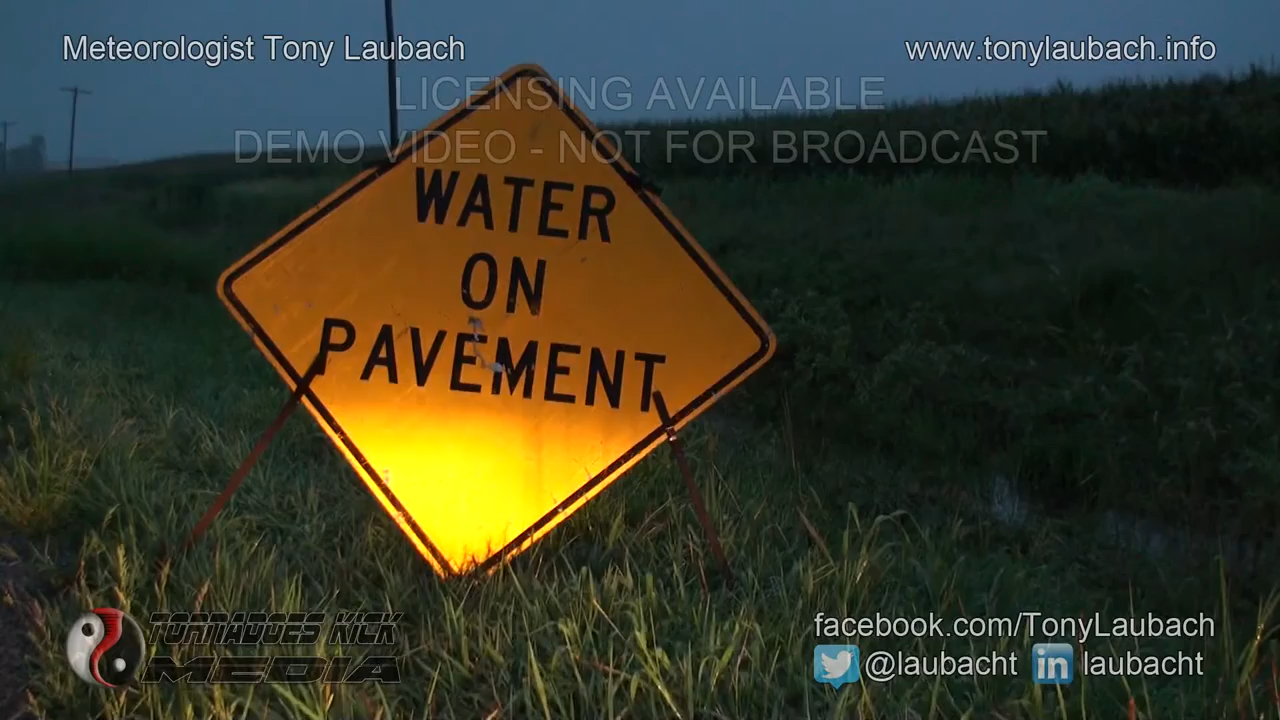 Meteorologist Tony Laubach
www.tonylaubach.info
LICENSING AVAILABLE
DEMO VIDEO - NOT FOR BROADCAST
WATER
ON
PAVEMENT
TORNADOES KICK
MEDIA
facebook.com/TonyLaubach
@laubacht
in laubacht